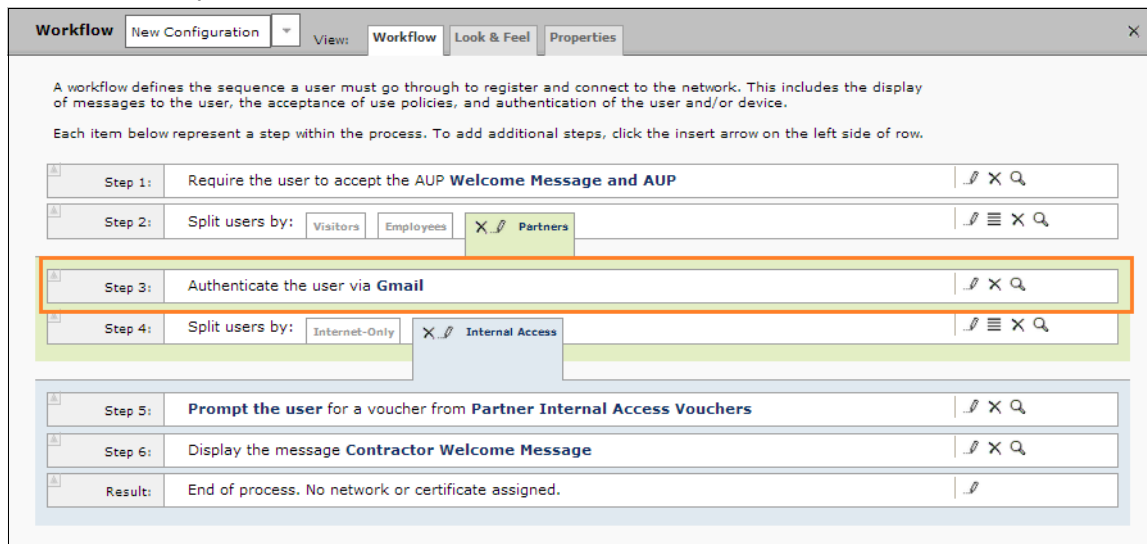 Workflow New Configuration View: Workflow Look & Feel Properties
A workflow defines the sequence a user must go through to register and connect to the network. This includes the display
of messages to the user, the acceptance of use policies, and authentication of the user and/or device.
Each item below represent a step within the process. To add additional steps, click the insert arrow on the left side of row.
Step 1: Require the user to accept the AUP Welcome Message and AUP
Step 2: Split users by: Visitors Employees Partners
Step 3: Authenticate the user via Gmail
Step 4: Split users by: Internet-Only Internal Access
Step 5: Prompt the user for a voucher from Partner Internal Access Vouchers
Step 6: Display the message Contractor Welcome Message
Result: End of process. No network or certificate assigned.